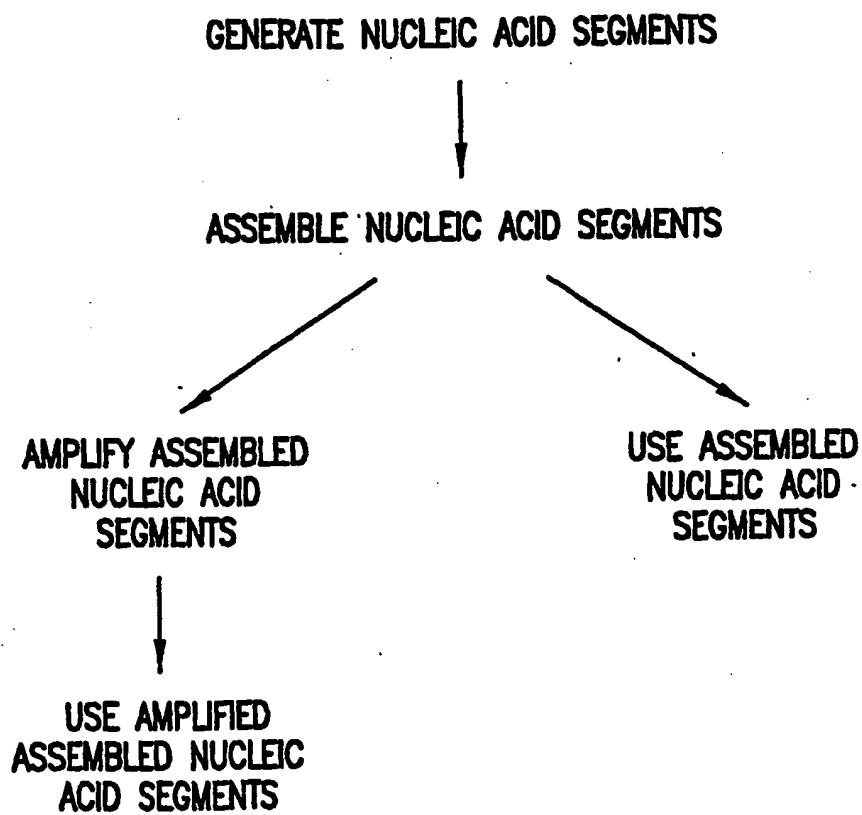 GENERATE NUCLEIC ACID SEGMENTS
ASSEMBLE NUCLEIC ACID SEGMENTS
AMPLIFY ASSEMBLED
NUCLEIC ACID
SEGMENTS
USE ASSEMBLED
NUCLEIC ACID
SEGMENTS
USE AMPLIFIED
ASSEMBLED NUCLEIC
ACID SEGMENTS